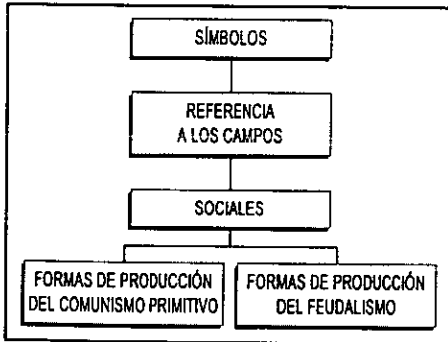 SÍMBOLOS
REFERENCIA
A LOS CAMPOS
SOCIALES
FORMAS DE PRODUCCIÓN
DEL COMUNISMO PRIMITIVO
FORMAS DE PRODUCCIÓN
DEL FEUDALISMO